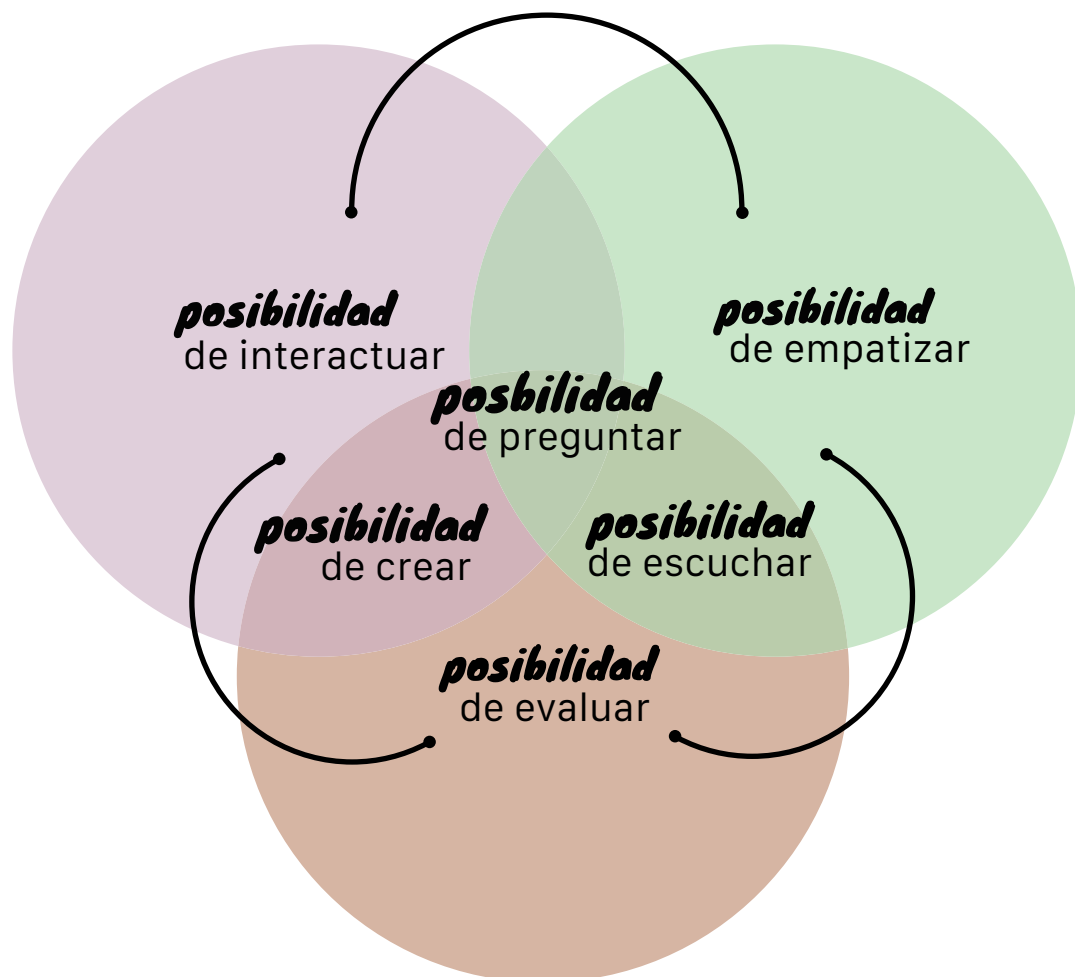 posibilidad
de interactuar
posibilidad
de empatizar
posbilidad
de preguntar
posibilidad
de crear
posibilidad
de escuchar
posibilidad
de evaluar